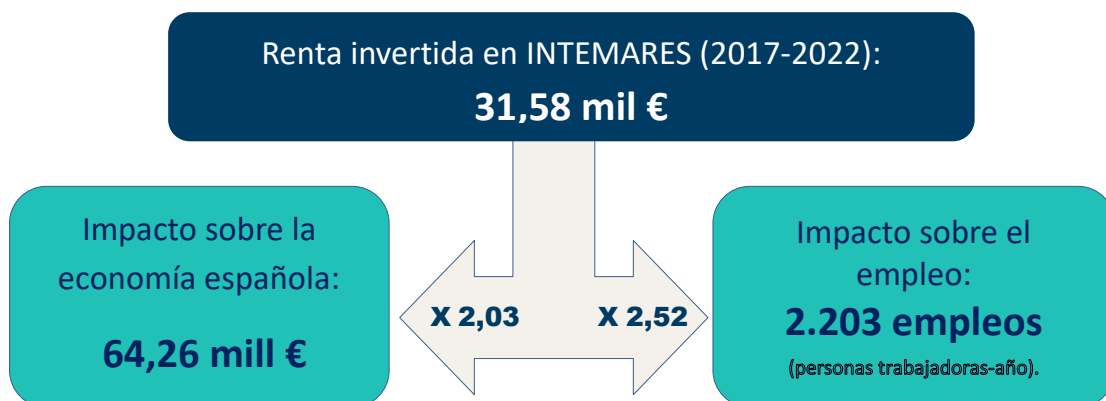 Renta invertida en INTEMARES (2017-2022):
31,58 mil €
Impacto sobre la
economía española:
64,26 mill €
X 2,03
X 2,52
Impacto sobre el
empleo:
2.203 empleos
(personas trabajadoras-año).